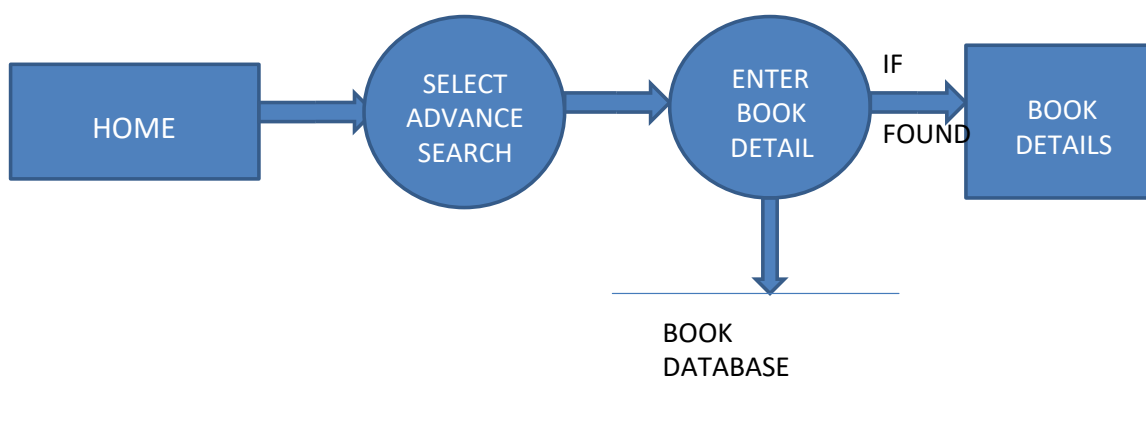 HOME
SELECT
ADVANCE
SEARCH
ENTER
BOOK
DETAIL
IF
FOUND
BOOK
DETAILS
BOOK
DATABASE